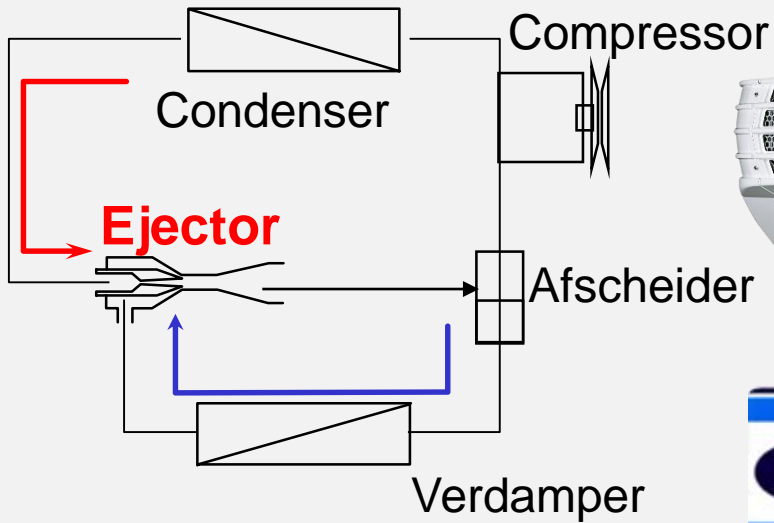 Compressor
Condenser
Ejector
Afscheider
Verdamper